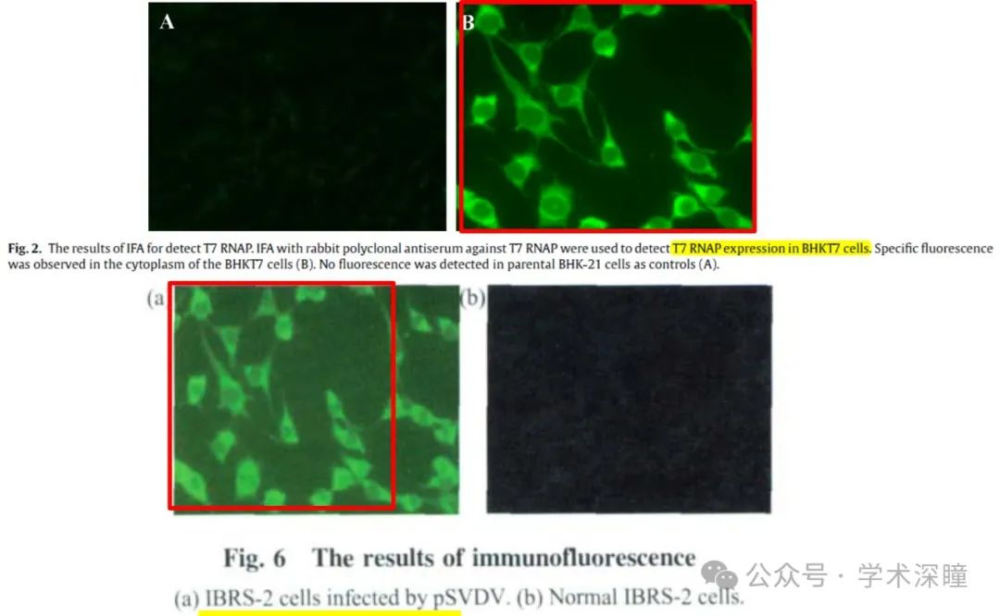 A
B
Fig. 2. The results of IFA for detect T7 RNAP. IFA with rabbit polyclonal antiserum against T7 RNAP were used to detect T7 RNAP expression in BHKT7 cells. Specific fluorescence
was observed in the cytoplasm of the BHKT7 cells (B). No fluorescence was detected in parental BHK-21 cells as controls (A).
(a
(b)
Fig. 6 The results of immunofluorescence
(a) IBRS-2 cells infected by pSVDV. (b) Normal IBRS-2 cells.
公众号 · 学术深瞳